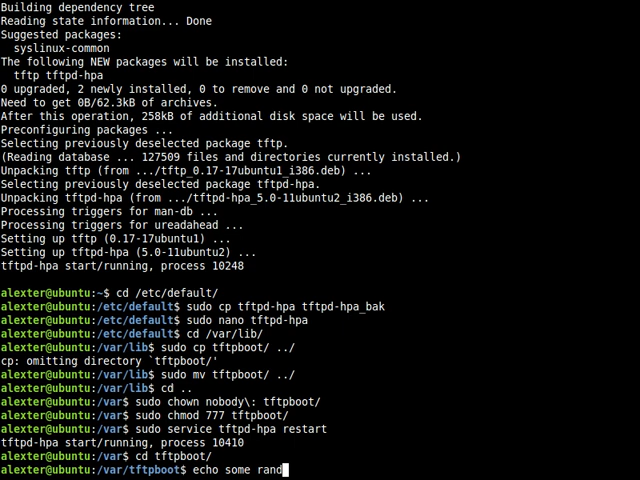 Building dependency tree
Reading state information... Done
Suggested packages:
  syslinux-common
The following NEW packages will be installed:
  tftp tftpd-hpa
0 upgraded, 2 newly installed, 0 to remove and 0 not upgraded.
Need to get 0B/62.3kB of archives.
After this operation, 258kB of additional disk space will be used.
Preconfiguring packages ...
Selecting previously deselected package tftp.
(Reading database ... 127509 files and directories currently installed.)
Unpacking tftp (from .../tftp_0.17-17ubuntu1_i386.deb) ...
Selecting previously deselected package tftpd-hpa.
Unpacking tftpd-hpa (from .../tftpd-hpa_5.0-11ubuntu2_i386.deb) ...
Processing triggers for man-db ...
Processing triggers for ureadahead ...
Setting up tftp (0.17-17ubuntu1) ...
Setting up tftpd-hpa (5.0-11ubuntu2) ...
tftpd-hpa start/running, process 10248

alexter@ubuntu:~$ cd /etc/default/
alexter@ubuntu:/etc/default$ sudo cp tftpd-hpa tftpd-hpa_bak
alexter@ubuntu:/etc/default$ sudo nano tftpd-hpa
alexter@ubuntu:/etc/default$ cd /var/lib/
alexter@ubuntu:/var/lib$ sudo cp tftpboot/ ../
cp: omitting directory `tftpboot/'
alexter@ubuntu:/var/lib$ sudo mv tftpboot/ ../
alexter@ubuntu:/var/lib$ cd ..
alexter@ubuntu:/var$ sudo chown nobody\: tftpboot/
alexter@ubuntu:/var$ sudo chmod 777 tftpboot/
alexter@ubuntu:/var$ sudo service tftpd-hpa restart
tftpd-hpa start/running, process 10410
alexter@ubuntu:/var$ cd tftpboot/
alexter@ubuntu:/var/tftpboot$ echo some rand